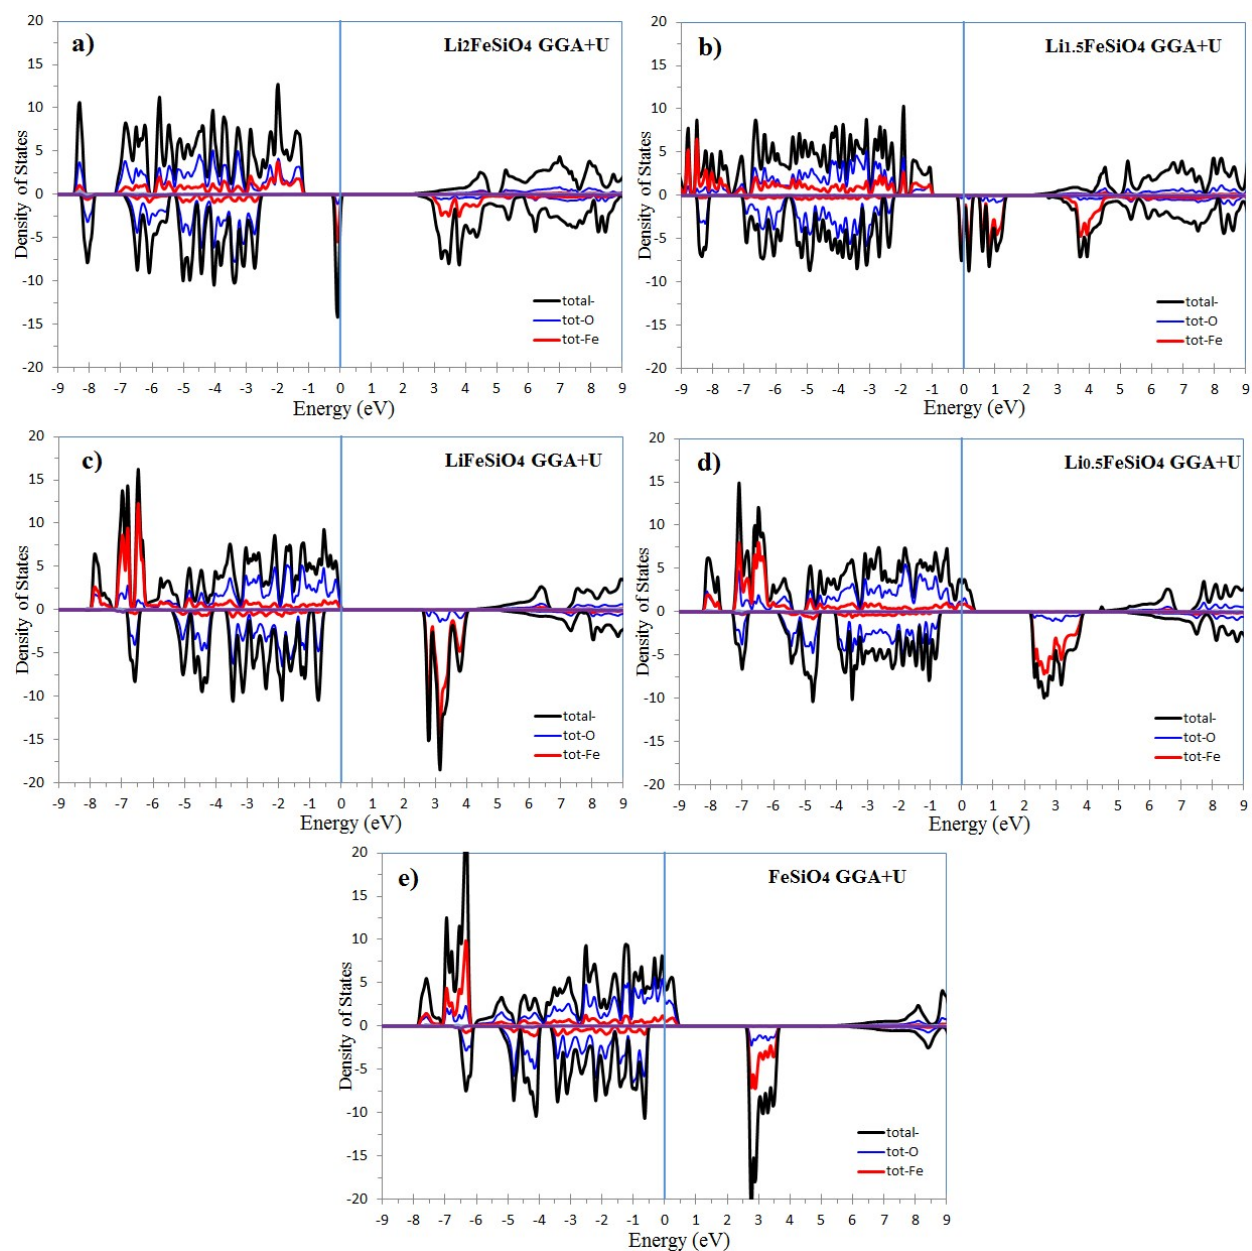 a)
Li2FeSiO4 GGA+U
20
15
10
5
0
-5
-10
-15
-20
Density of States
total-
tot-O
tot-Fe
-9 -8 -7 -6 -5 -4 -3 -2 -1 0 1 2 3 4 5 6 7 8 9
Energy (eV)
b)
Li1.5FeSiO4 GGA+U
20
15
10
5
0
-5
-10
-15
-20
Density of States
total-
tot-O
tot-Fe
-9 -8 -7 -6 -5 -4 -3 -2 -1 0 1 2 3 4 5 6 7 8 9
Energy (eV)
c)
LiFeSiO4 GGA+U
20
15
10
5
0
-5
-10
-15
-20
Density of States
total-
tot-O
tot-Fe
-9 -8 -7 -6 -5 -4 -3 -2 -1 0 1 2 3 4 5 6 7 8 9
Energy (eV)
d)
Li0.5FeSiO4 GGA+U
20
15
10
5
0
-5
-10
-15
-20
Density of States
total-
tot-O
tot-Fe
-9 -8 -7 -6 -5 -4 -3 -2 -1 0 1 2 3 4 5 6 7 8 9
Energy (eV)
e)
FeSiO4 GGA+U
20
15
10
5
0
-5
-10
-15
-20
Density of States
total-
tot-O
tot-Fe
-9 -8 -7 -6 -5 -4 -3 -2 -1 0 1 2 3 4 5 6 7 8 9
Energy (eV)